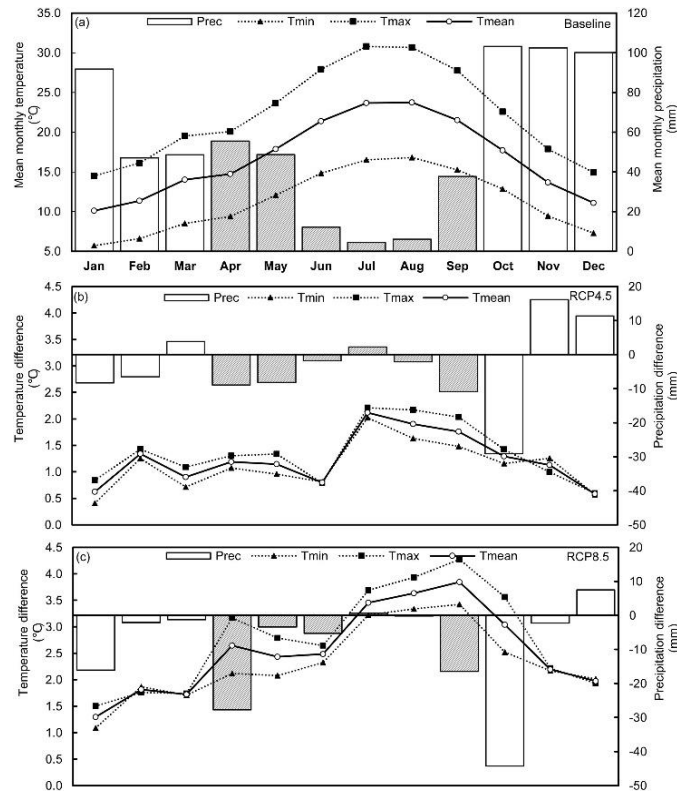 (a)
Prec Tmin Tmax Tmean
Baseline
Mean monthly temperature
(°C)
35.0
30.0
25.0
20.0
15.0
10.0
5.0
120
100
80
60
40
20
0
Mean monthly precipitation
(mm)
Jan Feb Mar Apr May Jun Jul Aug Sep Oct Nov Dec
(b)
Prec Tmin Tmax Tmean
RCP4.5
Temperature difference
(°C)
4.5
4.0
3.5
3.0
2.5
2.0
1.5
1.0
0.5
0.0
20
10
0
-10
-20
-30
-40
-50
Precipitation difference
(mm)
(c)
Prec Tmin Tmax Tmean
RCP8.5
Temperature difference
(°C)
4.5
4.0
3.5
3.0
2.5
2.0
1.5
1.0
0.5
0.0
20
10
0
-10
-20
-30
-40
-50
Precipitation difference
(mm)